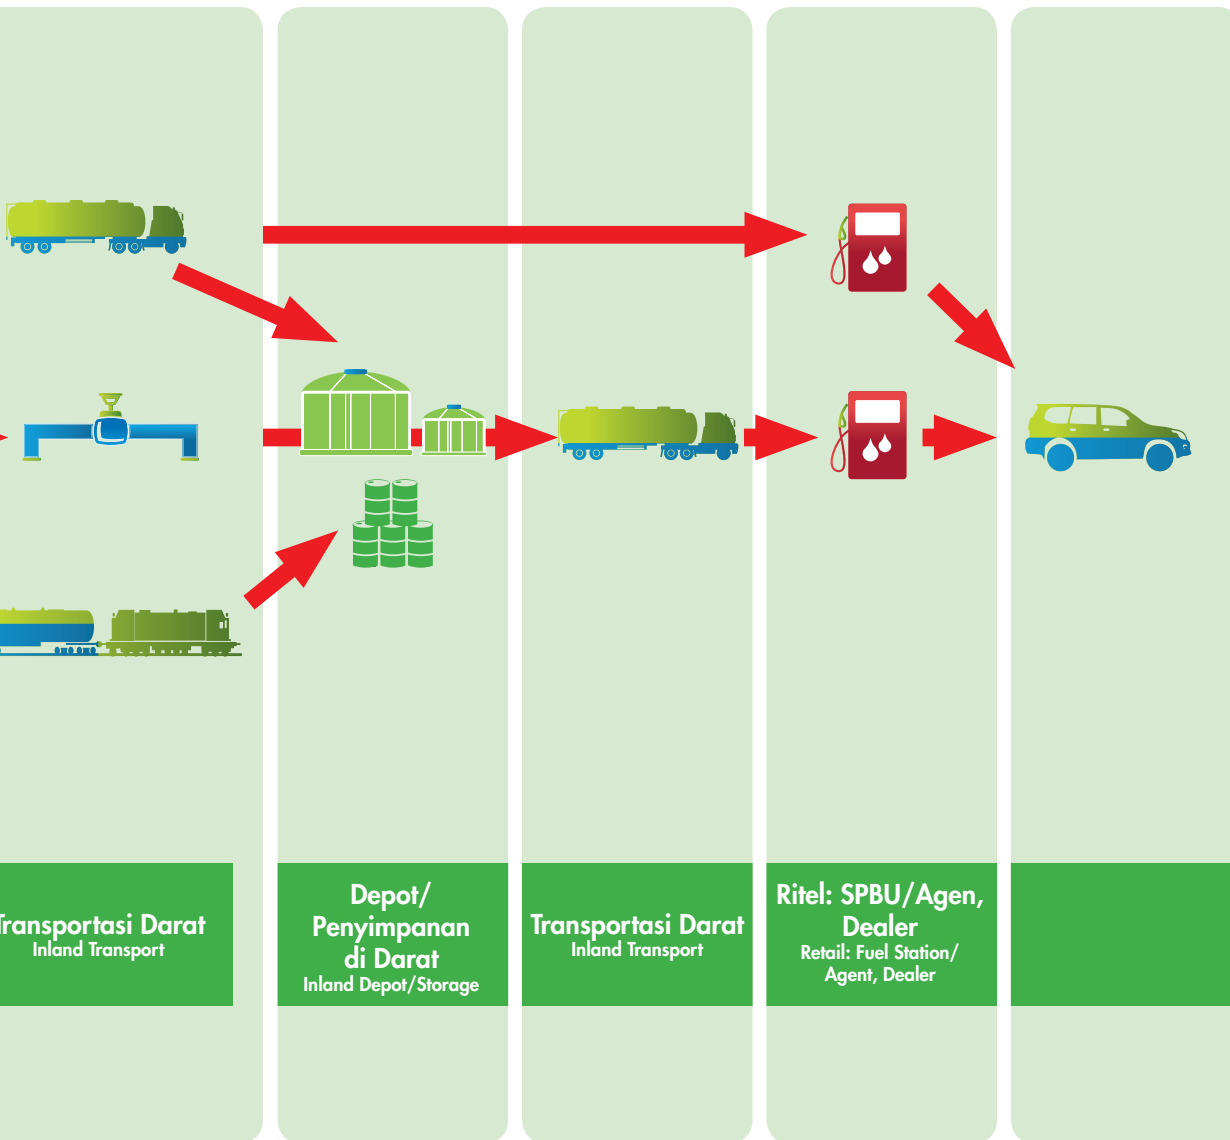 Transportasi Darat
Inland Transport
Depot/
Penyimpanan
di Darat
Inland Depot/Storage
Transportasi Darat
Inland Transport
Ritel: SPBU/Agen,
Dealer
Retail: Fuel Station/
Agent, Dealer